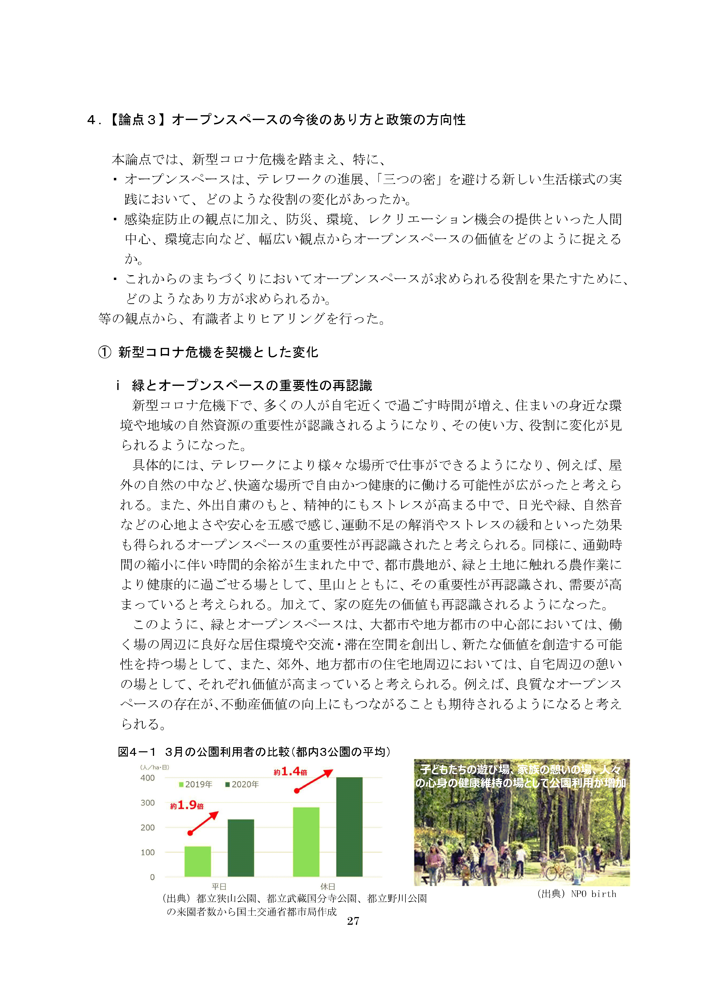 ４．【論点３】オープンスペースの今後のあり方と政策の方向性
本論点では、新型コロナ危機を踏まえ、特に、
・オープンスペースは、テレワークの進展、「三つの密」を避ける新しい生活様式の実
践において、どのような役割の変化があったか。
・感染症防止の観点に加え、防災、環境、レクリエーション機会の提供といった人間
中心、環境志向など、幅広い観点からオープンスペースの価値をどのように捉える
か。
・これからのまちづくりにおいてオープンスペースが求められる役割を果たすために、
どのようなあり方が求められるか。
等の観点から、有識者よりヒアリングを行った。
① 新型コロナ危機を契機とした変化
ⅰ 緑とオープンスペースの重要性の再認識
新型コロナ危機下で、多くの人が自宅近くで過ごす時間が増え、住まいの身近な環
境や地域の自然資源の重要性が認識されるようになり、その使い方、役割に変化が見
られるようになった。
具体的には、テレワークにより様々な場所で仕事ができるようになり、例えば、屋
外の自然の中など、快適な場所で自由かつ健康的に働ける可能性が広がったと考えら
れる。また、外出自粛のもと、精神的にもストレスが高まる中で、日光や緑、自然音
などの心地よさや安心を五感で感じ、運動不足の解消やストレスの緩和といった効果
も得られるオープンスペースの重要性が再認識されたと考えられる。同様に、通勤時
間の縮小に伴い時間的余裕が生まれた中で、都市農地が、緑と土地に触れる農作業に
より健康的に過ごせる場として、里山とともに、その重要性が再認識され、需要が高
まっていると考えられる。加えて、家の庭先の価値も再認識されるようになった。
このように、緑とオープンスペースは、大都市や地方都市の中心部においては、働
く場の周辺に良好な居住環境や交流・滞在空間を創出し、新たな価値を創造する可能
性を持つ場として、また、郊外、地方都市の住宅地周辺においては、自宅周辺の憩い
の場として、それぞれ価値が高まっていると考えられる。例えば、良質なオープンス
ペースの存在が、不動産価値の向上にもつながることも期待されるようになると考え
られる。
図4－1 3月の公園利用者の比較（都内3公園の平均）
（人／ha・日）
400
300
200
100
0
2019年 2020年
約1.9倍
約1.4倍
平日 休日
（出典）都立狭山公園、都立武蔵国分寺公園、都立野川公園
の来園者数から国土交通省都市局作成
子どもたちの遊び場、家族の憩いの場、人々
の心身の健康維持の場として公園利用が増加
（出典）NPO birth
27